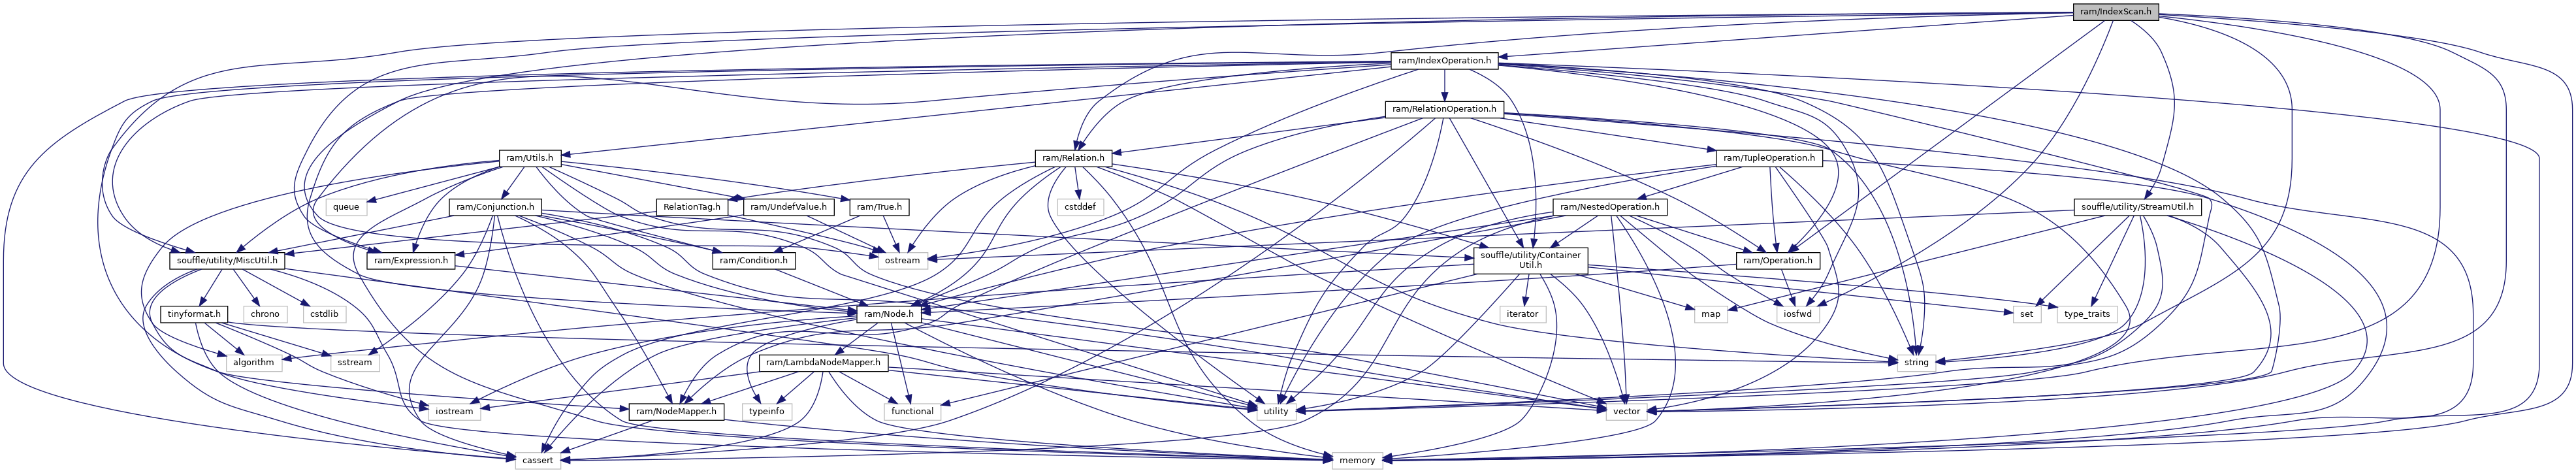 ram/IndexScan.h
ram/IndexOperation.h
ram/RelationOperation.h
ram/Utils.h
ram/Relation.h
ram/TupleOperation.h
queue
ram/Conjunction.h
RelationTag.h
ram/UndefValue.h
ram/True.h
cstddef
ram/NestedOperation.h
souffle/utility/StreamUtil.h
souffle/utility/MiscUtil.h
ram/Expression.h
ram/Condition.h
ostream
souffle/utility/Container
Util.h
ram/Operation.h
tinyformat.h
chrono
cstdlib
ram/Node.h
iterator
map
iosfwd
set
type_traits
algorithm
sstream
ram/LambdaNodeMapper.h
string
iostream
ram/NodeMapper.h
typeinfo
functional
utility
vector
cassert
memory